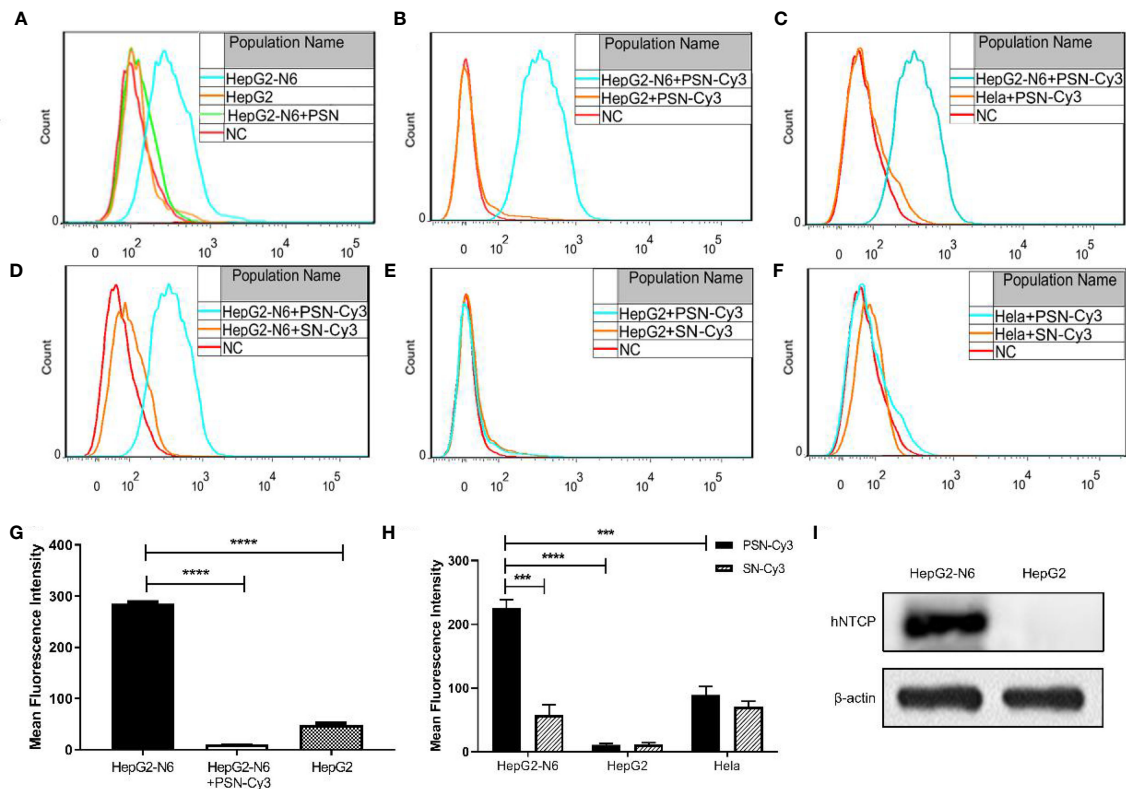 A
Population Name
HepG2-N6
HepG2
HepG2-N6+PSN
NC
Count
0
0 10² 10³ 10⁴ 10⁵
B
Population Name
HepG2-N6+PSN-Cy3
HepG2+PSN-Cy3
NC
Count
0
0 10² 10³ 10⁴ 10⁵
C
Population Name
HepG2-N6+PSN-Cy3
Hela+PSN-Cy3
NC
Count
0
0 10² 10³ 10⁴ 10⁵
D
Population Name
HepG2-N6+PSN-Cy3
HepG2-N6+SN-Cy3
NC
Count
0
0 10² 10³ 10⁴ 10⁵
E
Population Name
HepG2+PSN-Cy3
HepG2+SN-Cy3
NC
Count
0
0 10² 10³ 10⁴ 10⁵
F
Population Name
Hela+PSN-Cy3
Hela+SN-Cy3
NC
Count
0
0 10² 10³ 10⁴ 10⁵
G
Mean Fluorescence Intensity
400
300
200
100
0
****
****
HepG2-N6
HepG2-N6
+PSN-Cy3
HepG2
H
Mean Fluorescence Intensity
300
200
100
0
***
****
***
PSN-Cy3
SN-Cy3
HepG2-N6
HepG2
Hela
I
HepG2-N6 HepG2
hNTCP
β-actin